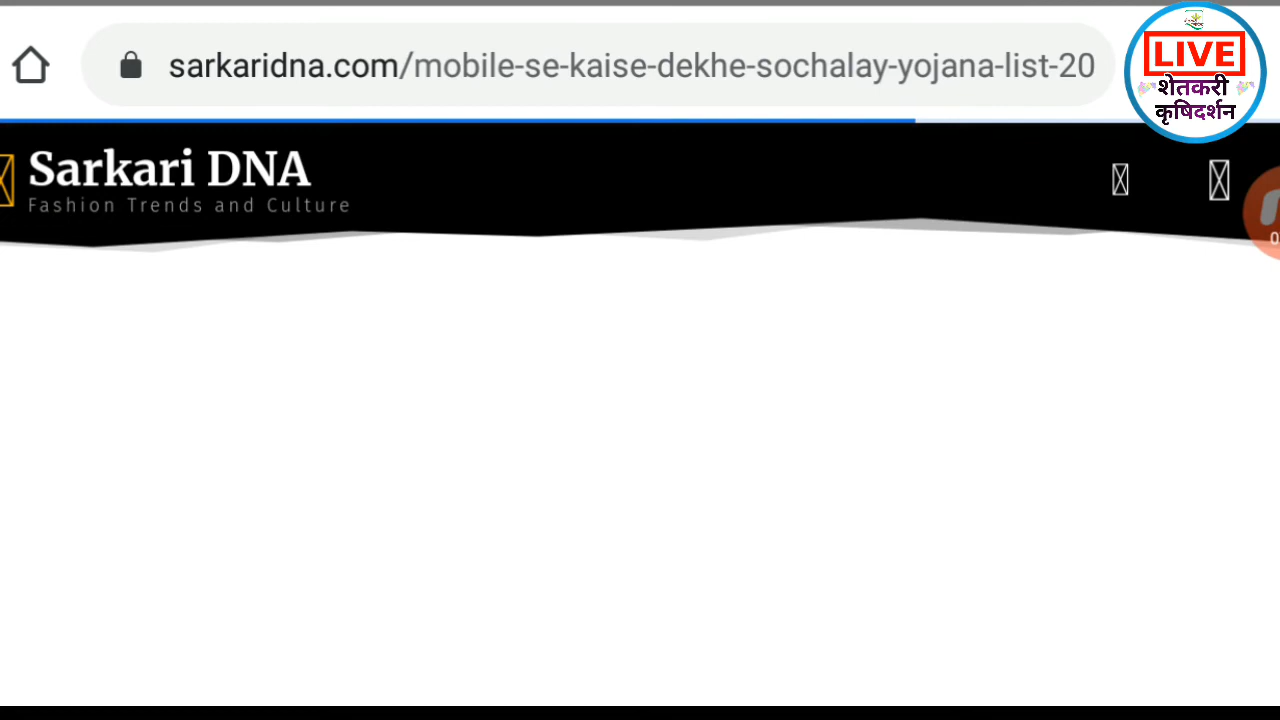 sarkaridna.com/mobile-se-kaise-dekhe-sochalay-yojana-list-20
LIVE
शेतकरी
कृषिदर्शन
Sarkari DNA
Fashion Trends and Culture
0